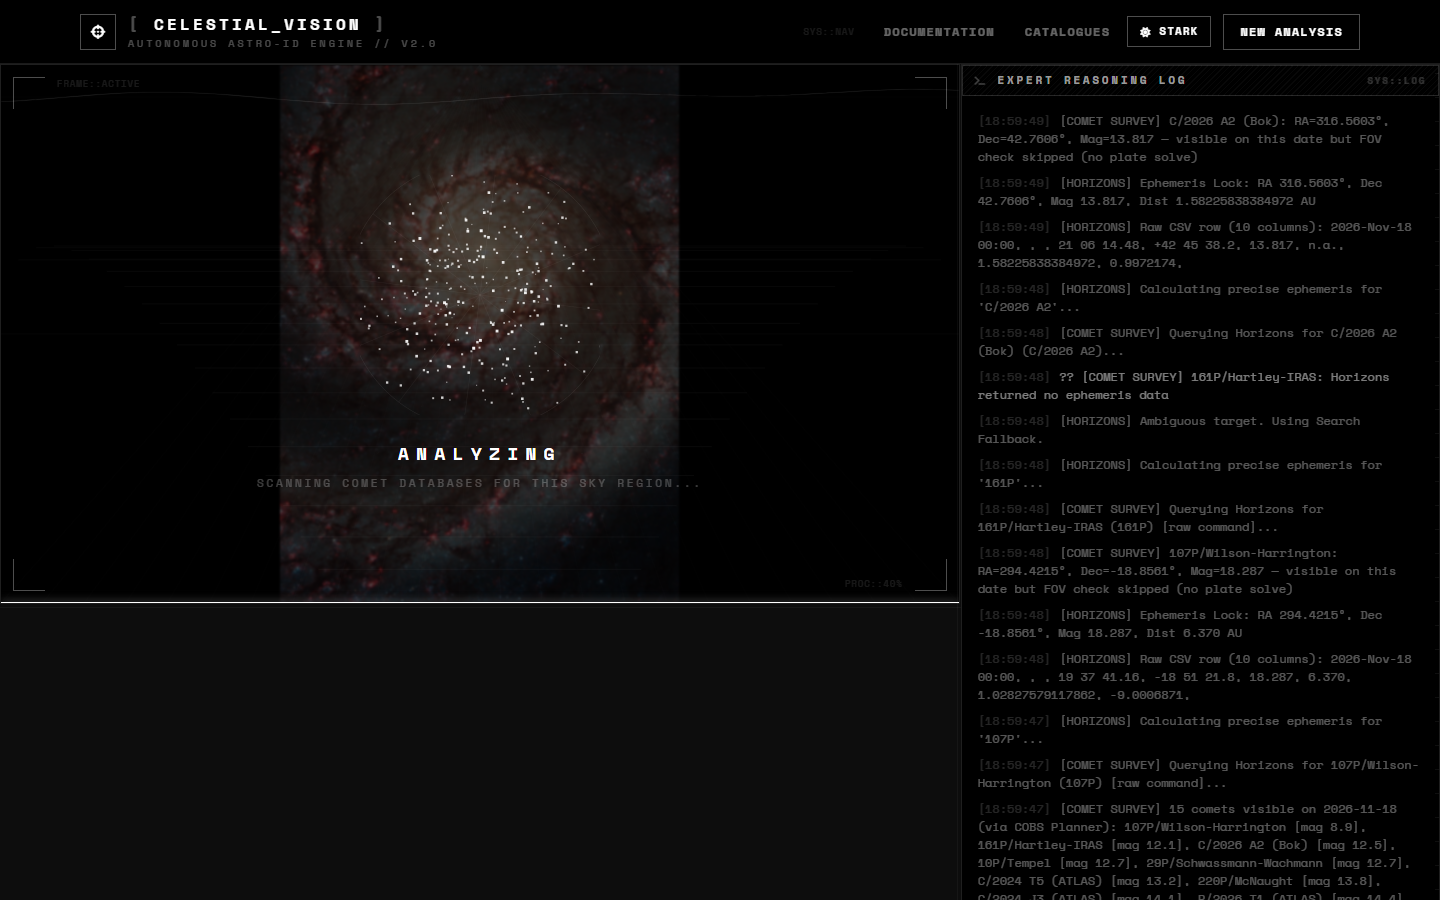 [ CELESTIAL_VISION ]
AUTONOMOUS ASTRO-ID ENGINE // V2.0
SYS::NAV
DOCUMENTATION
CATALOGUES
STARK
NEW ANALYSIS
FRAME::ACTIVE
ANALYZING
SCANNING COMET DATABASES FOR THIS SKY REGION...
PROC::40%
>_ EXPERT REASONING LOG
SYS::LOG
[18:59:49] [COMET SURVEY] C/2026 A2 (Bok): RA=316.5603°,
Dec=42.7606°, Mag=13.817 — visible on this date but FOV
check skipped (no plate solve)
[18:59:49] [HORIZONS] Ephemeris Lock: RA 316.5603°, Dec
42.7606°, Mag 13.817, Dist 1.58225838384972 AU
[18:59:49] [HORIZONS] Raw CSV row (10 columns): 2026-Nov-18
00:00, , , 21 06 14.48, +42 45 38.2, 13.817, n.a.,
1.58225838384972, 0.9972174,
[18:59:48] [HORIZONS] Calculating precise ephemeris for
'C/2026 A2'...
[18:59:48] [COMET SURVEY] Querying Horizons for C/2026 A2
(Bok) (C/2026 A2)...
[18:59:48] ?? [COMET SURVEY] 161P/Hartley-IRAS: Horizons
returned no ephemeris data
[18:59:48] [HORIZONS] Ambiguous target. Using Search
Fallback.
[18:59:48] [HORIZONS] Calculating precise ephemeris for
'161P'...
[18:59:48] [COMET SURVEY] Querying Horizons for
161P/Hartley-IRAS (161P) [raw command]...
[18:59:48] [COMET SURVEY] 107P/Wilson-Harrington:
RA=294.4215°, Dec=-18.8561°, Mag=18.287 — visible on this
date but FOV check skipped (no plate solve)
[18:59:48] [HORIZONS] Ephemeris Lock: RA 294.4215°, Dec
-18.8561°, Mag 18.287, Dist 6.370 AU
[18:59:48] [HORIZONS] Raw CSV row (10 columns): 2026-Nov-18
00:00, , , 19 37 41.16, -18 51 21.8, 18.287, 6.370,
1.02827579117862, -9.0006871,
[18:59:47] [HORIZONS] Calculating precise ephemeris for
'107P'...
[18:59:47] [COMET SURVEY] Querying Horizons for 107P/Wilson-
Harrington (107P) [raw command]...
[18:59:47] [COMET SURVEY] 15 comets visible on 2026-11-18
(via COBS Planner): 107P/Wilson-Harrington [mag 8.9],
161P/Hartley-IRAS [mag 12.1], C/2026 A2 (Bok) [mag 12.5],
10P/Tempel [mag 12.7], 29P/Schwassmann-Wachmann [mag 12.7],
C/2024 T5 (ATLAS) [mag 13.2], 220P/McNaught [mag 13.8],
C/2024 J3 (ATLAS) [mag 14.1], P/2026 T1 (ATLAS) [mag 14.4]